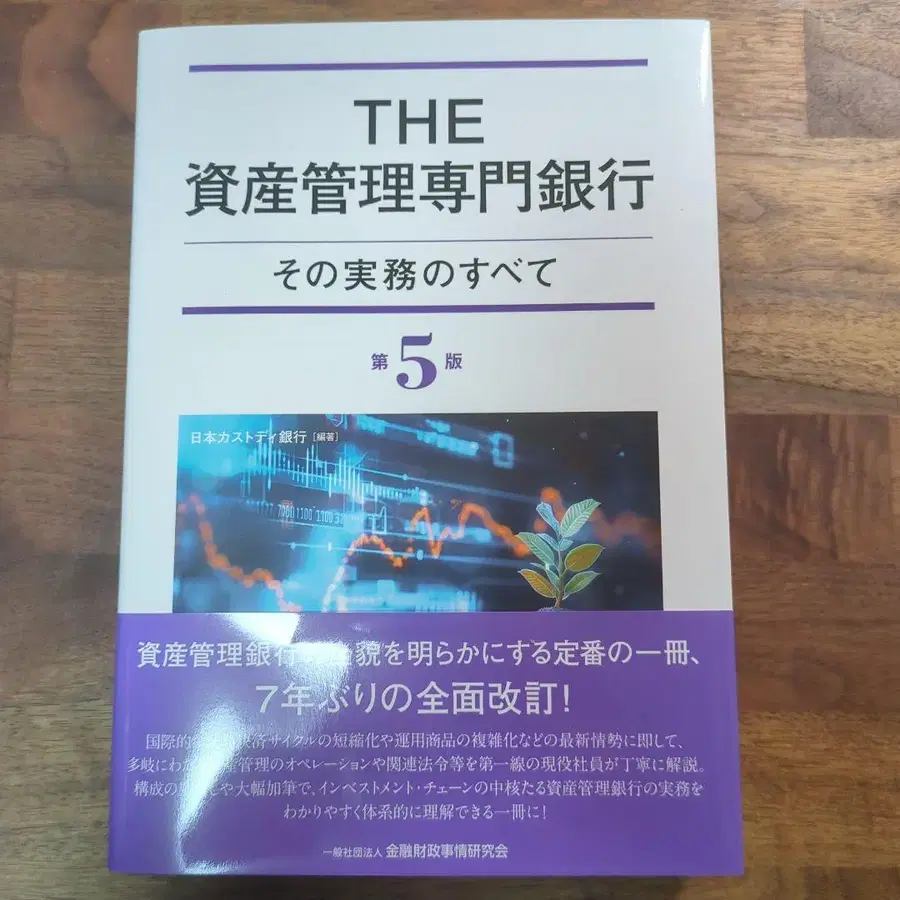 THE
資産管理専門銀行
その実務のすべて
第5版
日本カストディ銀行[編著]
資産管理銀行 貌を明らかにする定番の一冊、
7年ぶりの全面改訂!
国際的 決済サイクルの短縮化や運用商品の複雑化などの最新情勢に即して、
多岐にわた 産管理のオペレーションや関連法令等を第一線の現役社員が丁寧に解説。
構成の や大幅加筆で、インベストメント・チェーンの中核たる資産管理銀行の実務を
わかりやすく体系的に理解できる一冊に!
一般社団法人 金融財政事情研究会